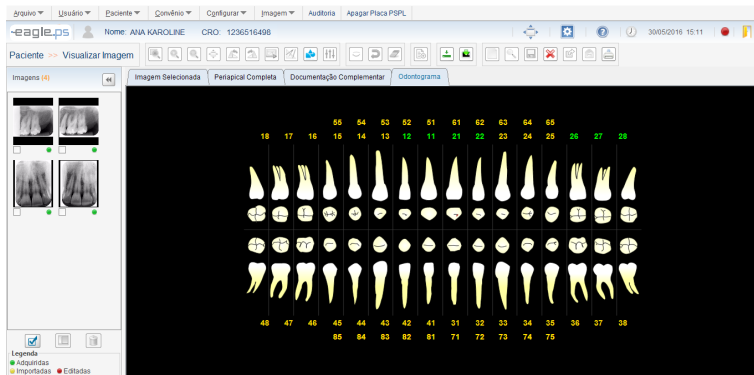 Arquivo Usuário Paciente Convênio Configurar Imagem Auditoria Apagar Placa PSPL
eagle.ps Nome: ANA KAROLINE CRO: 1236516498 30/05/2016 15:11
Paciente >> Visualizar Imagem
Imagens (4)
Imagem Selecionada Periapical Completa Documentação Complementar Odontograma
55 54 53 52 51 61 62 63 64 65
18 17 16 15 14 13 12 11 21 22 23 24 25 26 27 28
48 47 46 45 44 43 42 41 31 32 33 34 35 36 37 38
85 84 83 82 81 71 72 73 74 75
Legenda
Adquiridas
Importadas Editadas